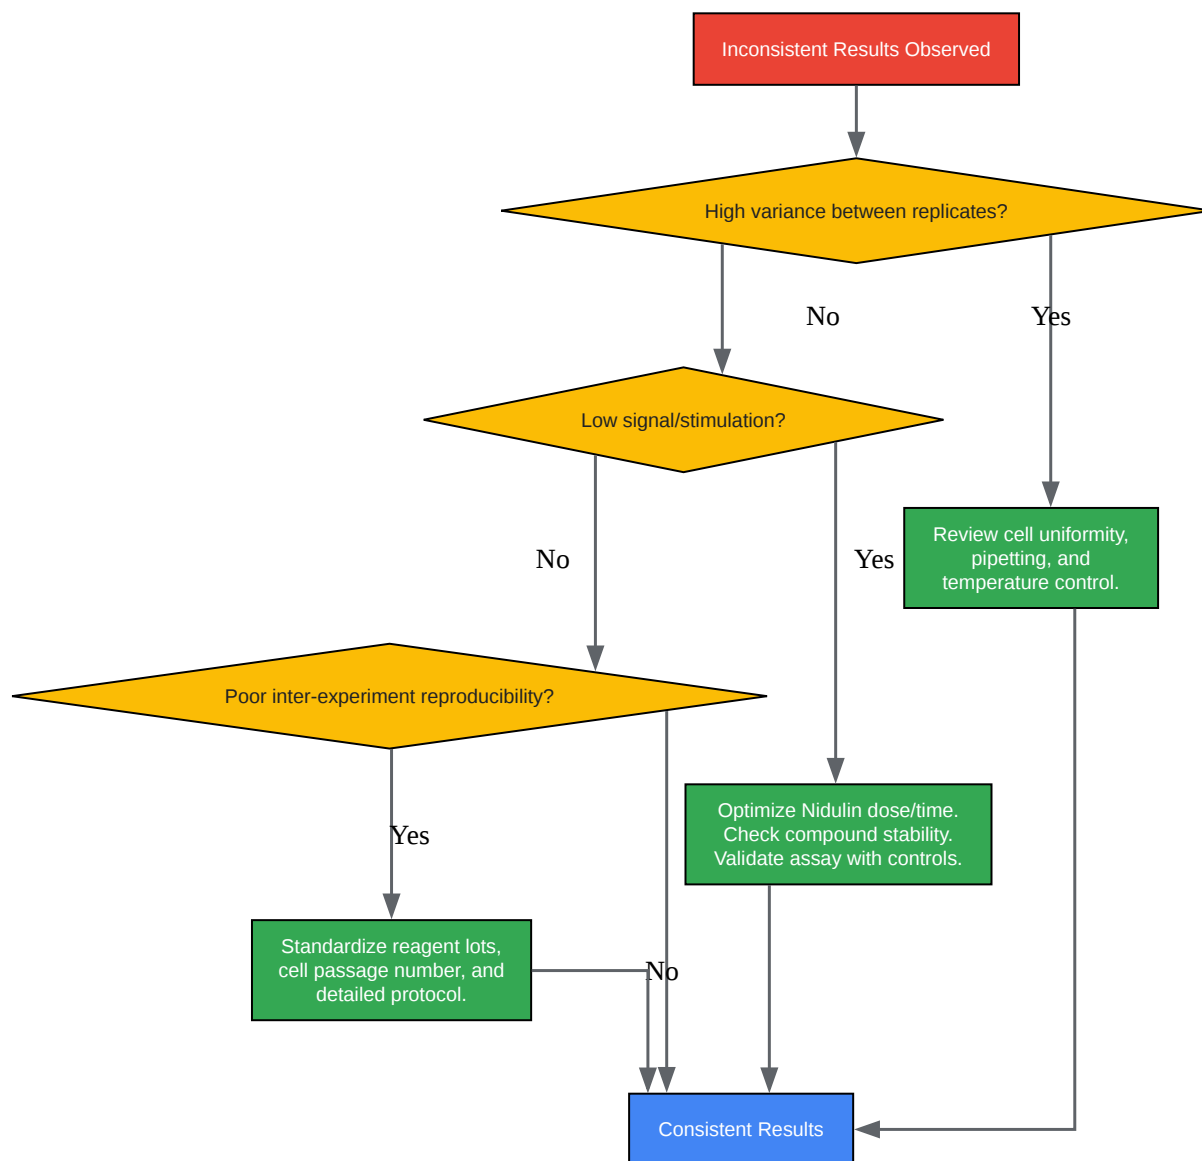 Inconsistent Results Observed
High variance between replicates?
No
Yes
Low signal/stimulation?
No
Yes
Review cell uniformity,
pipetting, and
temperature control.
Poor inter-experiment reproducibility?
Yes
Optimize Nidulin dose/time.
Check compound stability.
Validate assay with controls.
Standardize reagent lots,
cell passage number, and
detailed protocol.
No
Consistent Results